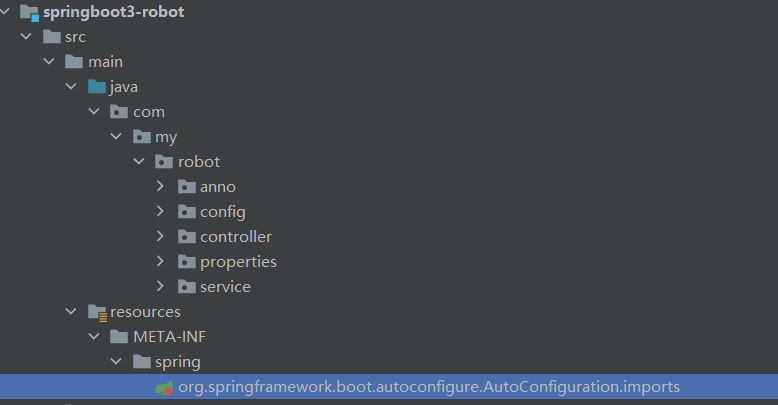 springboot3-robot
src
main
java
com
my
robot
anno
config
controller
properties
service
resources
META-INF
spring
org.springframework.boot.autoconfigure.AutoConfiguration.imports